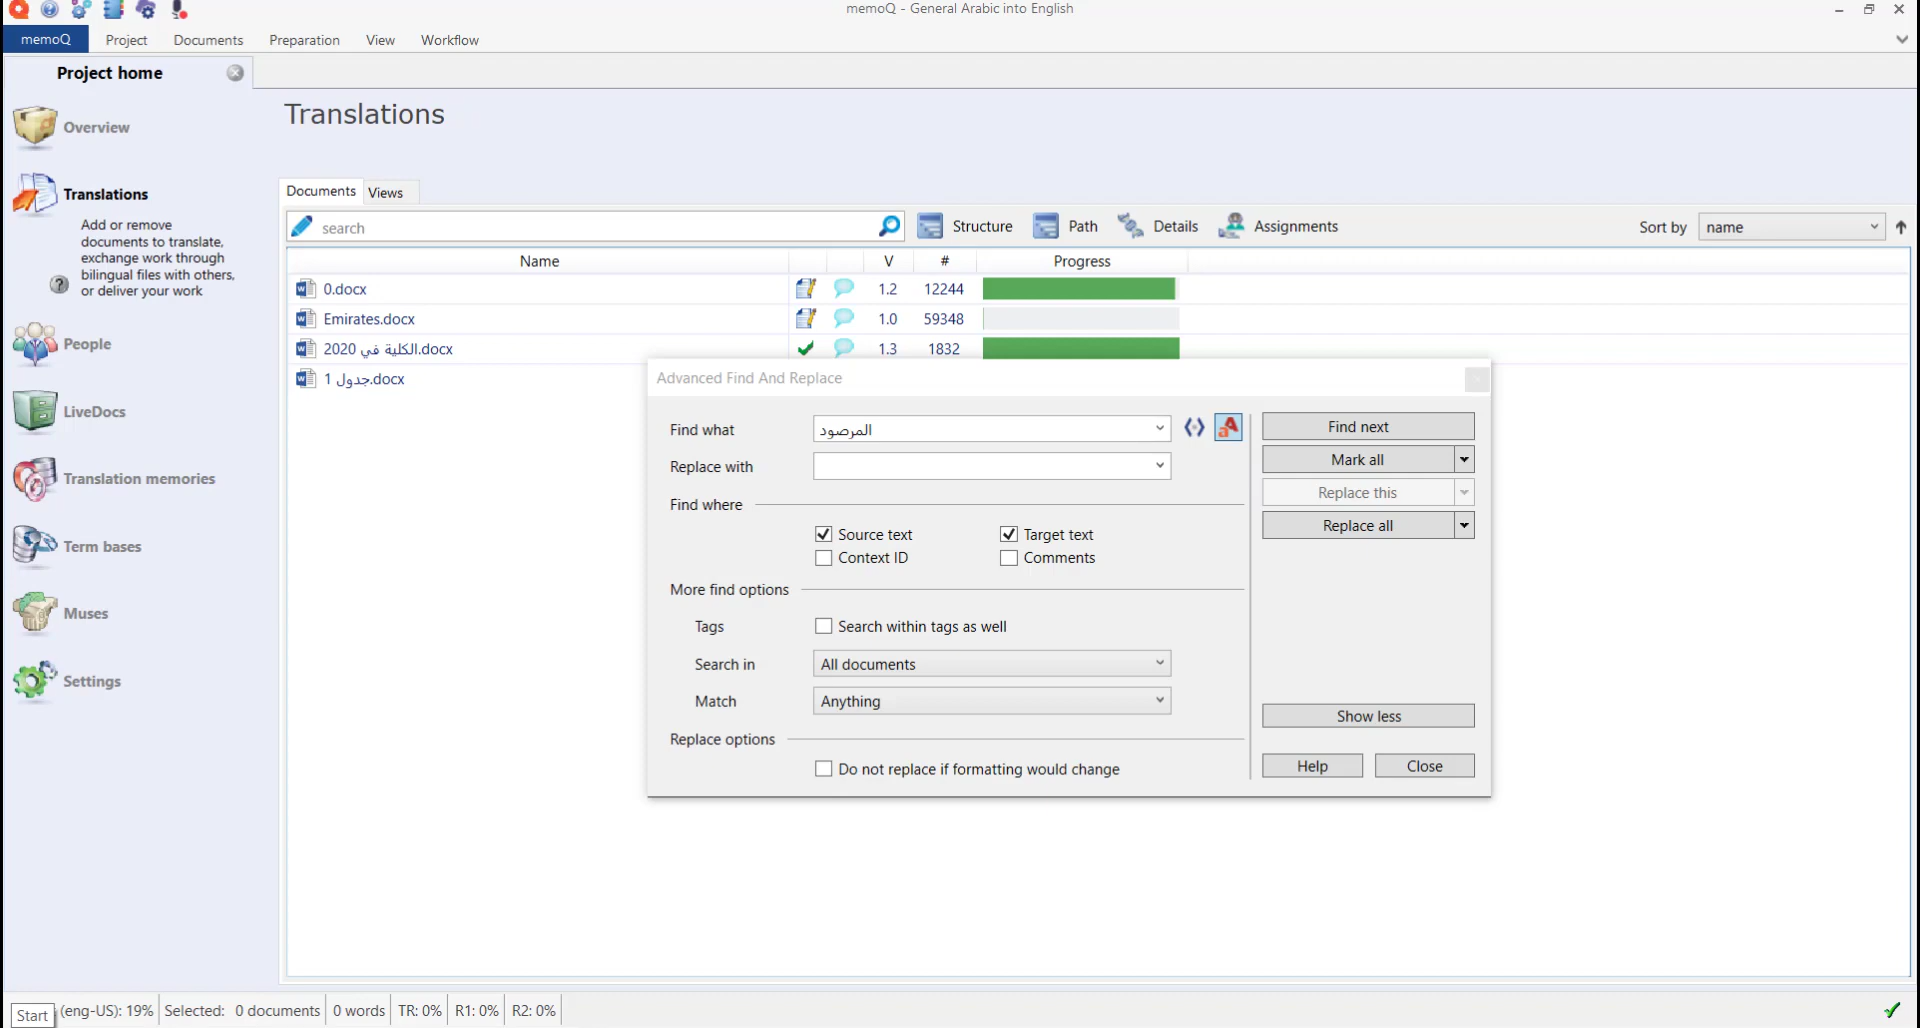 memoQ - General Arabic into English
memoQ Project Documents Preparation View Workflow
Project home
Overview
Translations
Add or remove
documents to translate,
exchange work through
bilingual files with others,
or deliver your work
People
LiveDocs
Translation memories
Term bases
Muses
Settings
Translations
Documents Views
search Structure Path Details Assignments Sort by name
Name V # Progress
0.docx 1.2 12244
Emirates.docx 1.0 59348
الكلية في 2020.docx 1.3 1832
جدول 1.docx
Advanced Find And Replace
Find what المرصود Find next
Replace with Mark all
Replace this
Find where
Replace all
Source text Target text
Context ID Comments
More find options
Tags Search within tags as well
Search in All documents
Match Anything
Show less
Replace options
Do not replace if formatting would change
Help Close
Start (eng-US): 19% Selected: 0 documents 0 words TR: 0% R1: 0% R2: 0%